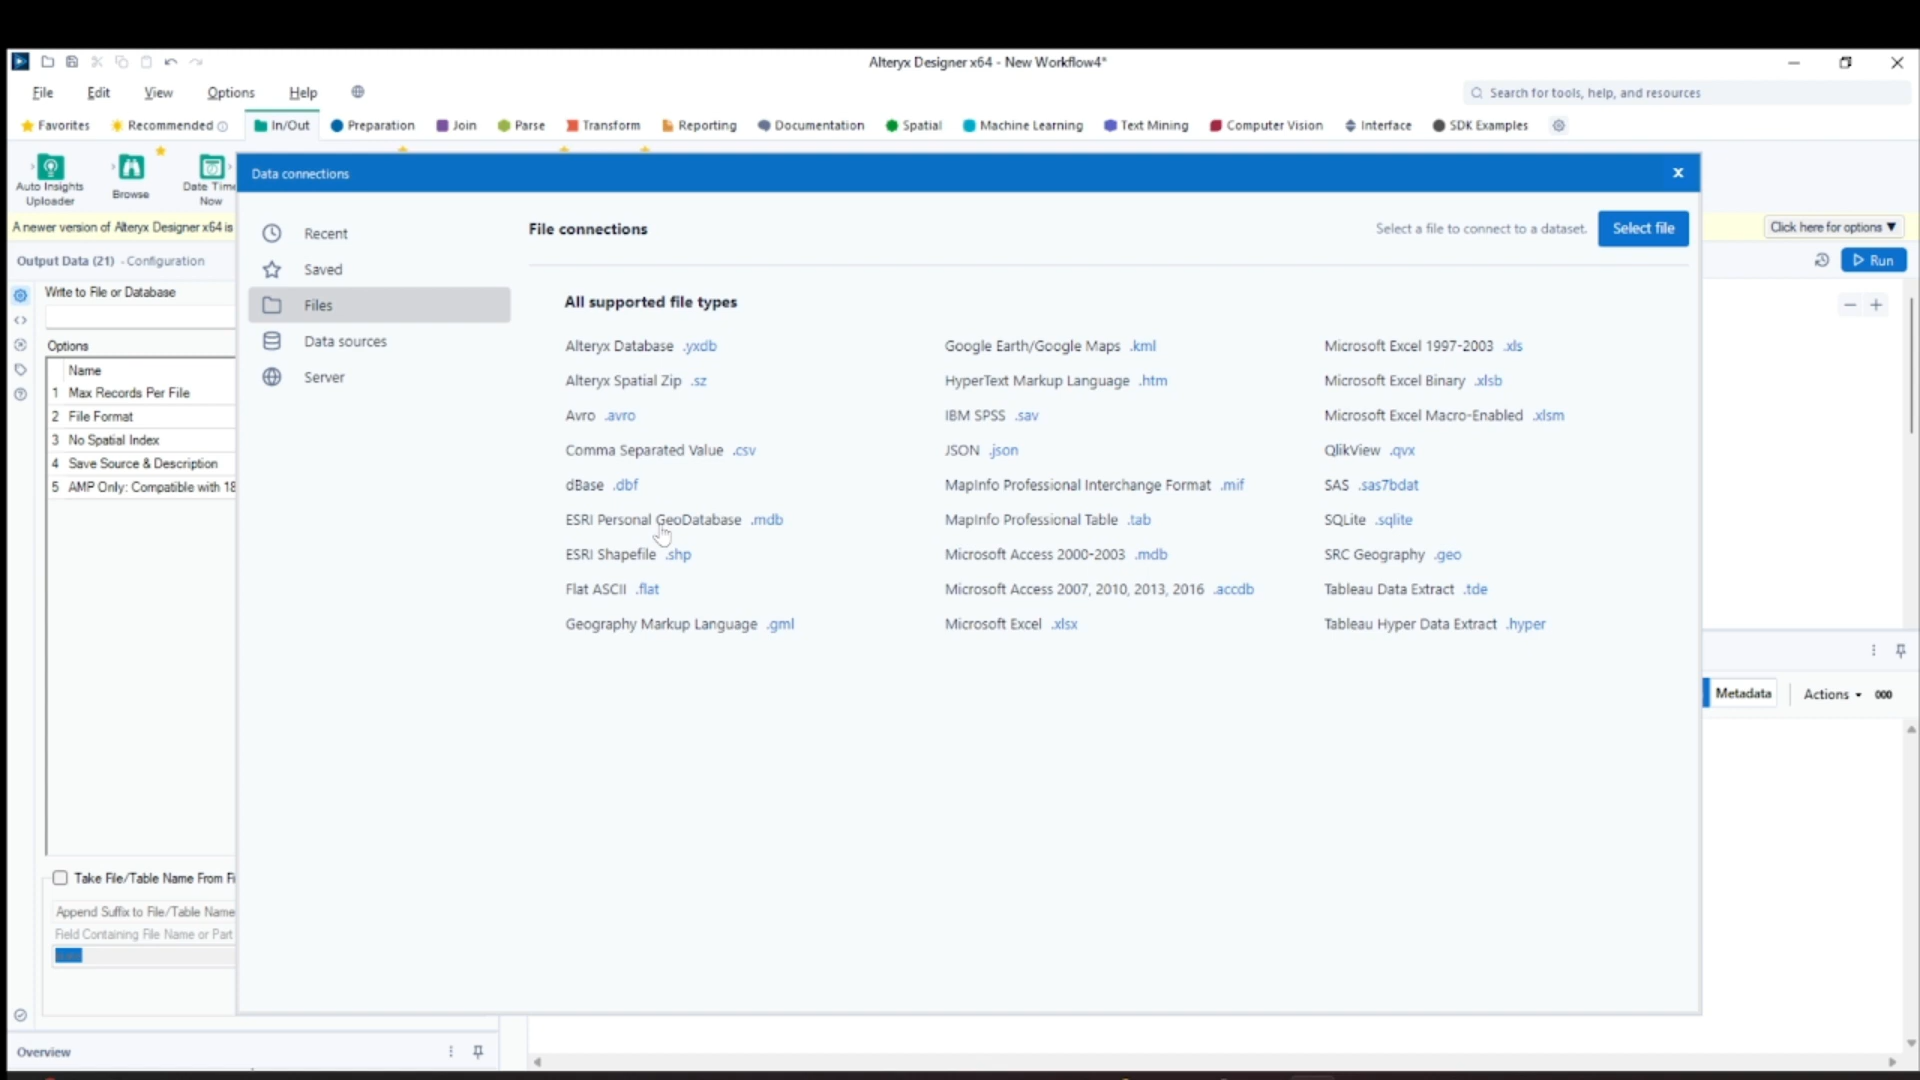 Alteryx Designer x64 - New Workflow4*
File Edit View Options Help
Search for tools, help, and resources
Favorites Recommended In/Out Preparation Join Parse Transform Reporting Documentation Spatial Machine Learning Text Mining Computer Vision Interface SDK Examples
Auto Insights
Uploader
Browse
Date Time
Now
A newer version of Alteryx Designer x64 is
Click here for options ▼
Output Data (21) - Configuration
Run
Write to File or Database
Options
Name
1 Max Records Per File
2 File Format
3 No Spatial Index
4 Save Source & Description
5 AMP Only: Compatible with 18
Take File/Table Name From Fi
Append Suffix to File/Table Name
Field Containing File Name or Part
Overview
Data connections
Recent
Saved
Files
Data sources
Server
File connections
Select a file to connect to a dataset.
Select file
All supported file types
Alteryx Database .yxdb
Alteryx Spatial Zip .sz
Avro .avro
Comma Separated Value .csv
dBase .dbf
ESRI Personal GeoDatabase .mdb
ESRI Shapefile .shp
Flat ASCII .flat
Geography Markup Language .gml
Google Earth/Google Maps .kml
HyperText Markup Language .htm
IBM SPSS .sav
JSON .json
MapInfo Professional Interchange Format .mif
MapInfo Professional Table .tab
Microsoft Access 2000-2003 .mdb
Microsoft Access 2007, 2010, 2013, 2016 .accdb
Microsoft Excel .xlsx
Microsoft Excel 1997-2003 .xls
Microsoft Excel Binary .xlsb
Microsoft Excel Macro-Enabled .xlsm
QlikView .qvx
SAS .sas7bdat
SQLite .sqlite
SRC Geography .geo
Tableau Data Extract .tde
Tableau Hyper Data Extract .hyper
Metadata
Actions
000